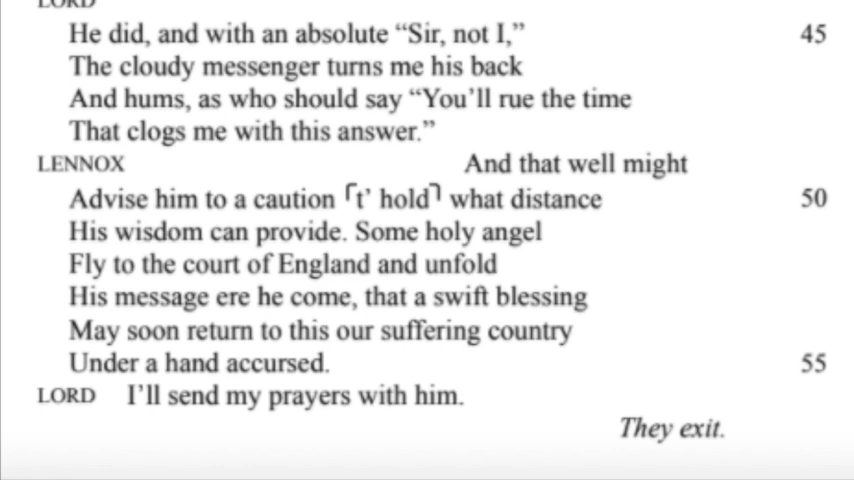 LORD
He did, and with an absolute “Sir, not I,” 45
The cloudy messenger turns me his back
And hums, as who should say “You’ll rue the time
That clogs me with this answer.”
LENNOX And that well might
Advise him to a caution ⌜t’ hold⌝ what distance 50
His wisdom can provide. Some holy angel
Fly to the court of England and unfold
His message ere he come, that a swift blessing
May soon return to this our suffering country
Under a hand accursed. 55
LORD I’ll send my prayers with him.
They exit.